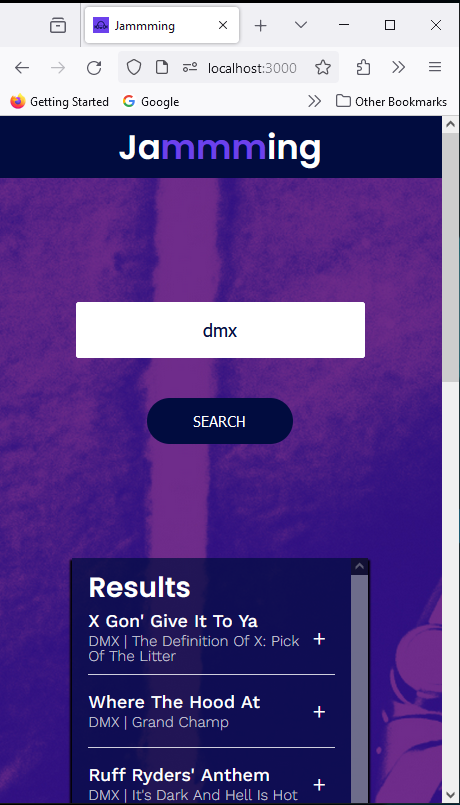 Jammming
localhost:3000
Getting Started
Google
Other Bookmarks
Jammming
dmx
SEARCH
Results
X Gon' Give It To Ya
DMX | The Definition Of X: Pick
Of The Litter
+
Where The Hood At
DMX | Grand Champ
+
Ruff Ryders' Anthem
DMX | It's Dark And Hell Is Hot
+